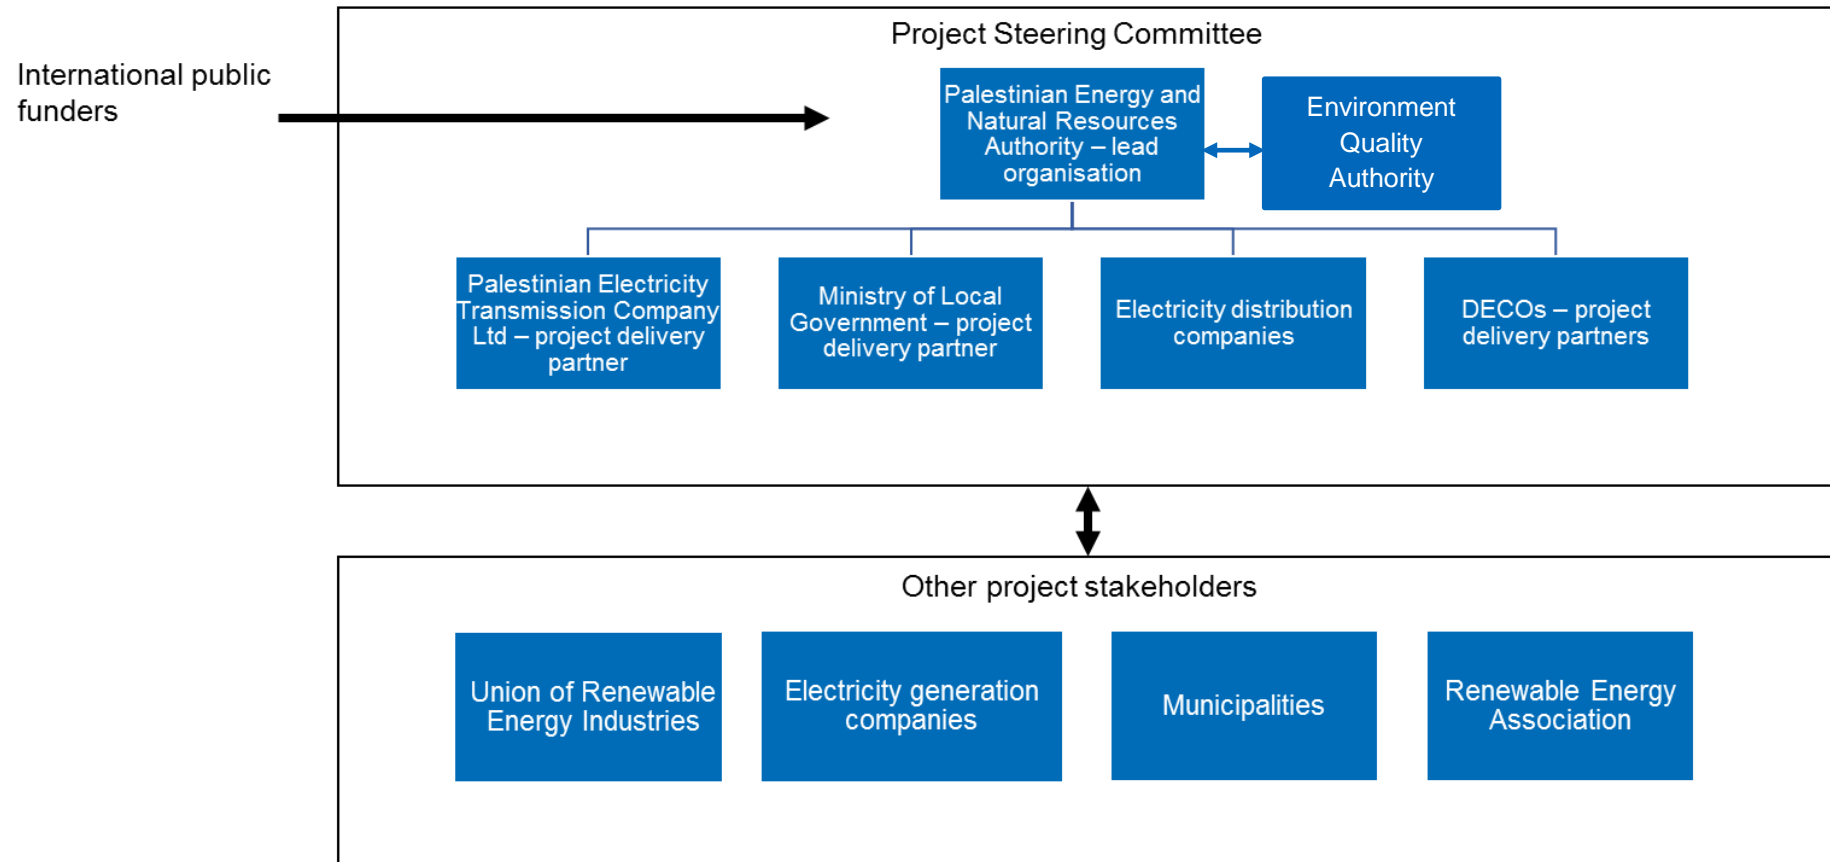 Project Steering Committee
International public
funders
Palestinian Energy and
Natural Resources
Authority – lead
organisation
Environment
Quality
Authority
Palestinian Electricity
Transmission Company
Ltd – project delivery
partner
Ministry of Local
Government – project
delivery partner
Electricity distribution
companies
DECOs – project
delivery partners
Other project stakeholders
Union of Renewable
Energy Industries
Electricity generation
companies
Municipalities
Renewable Energy
Association